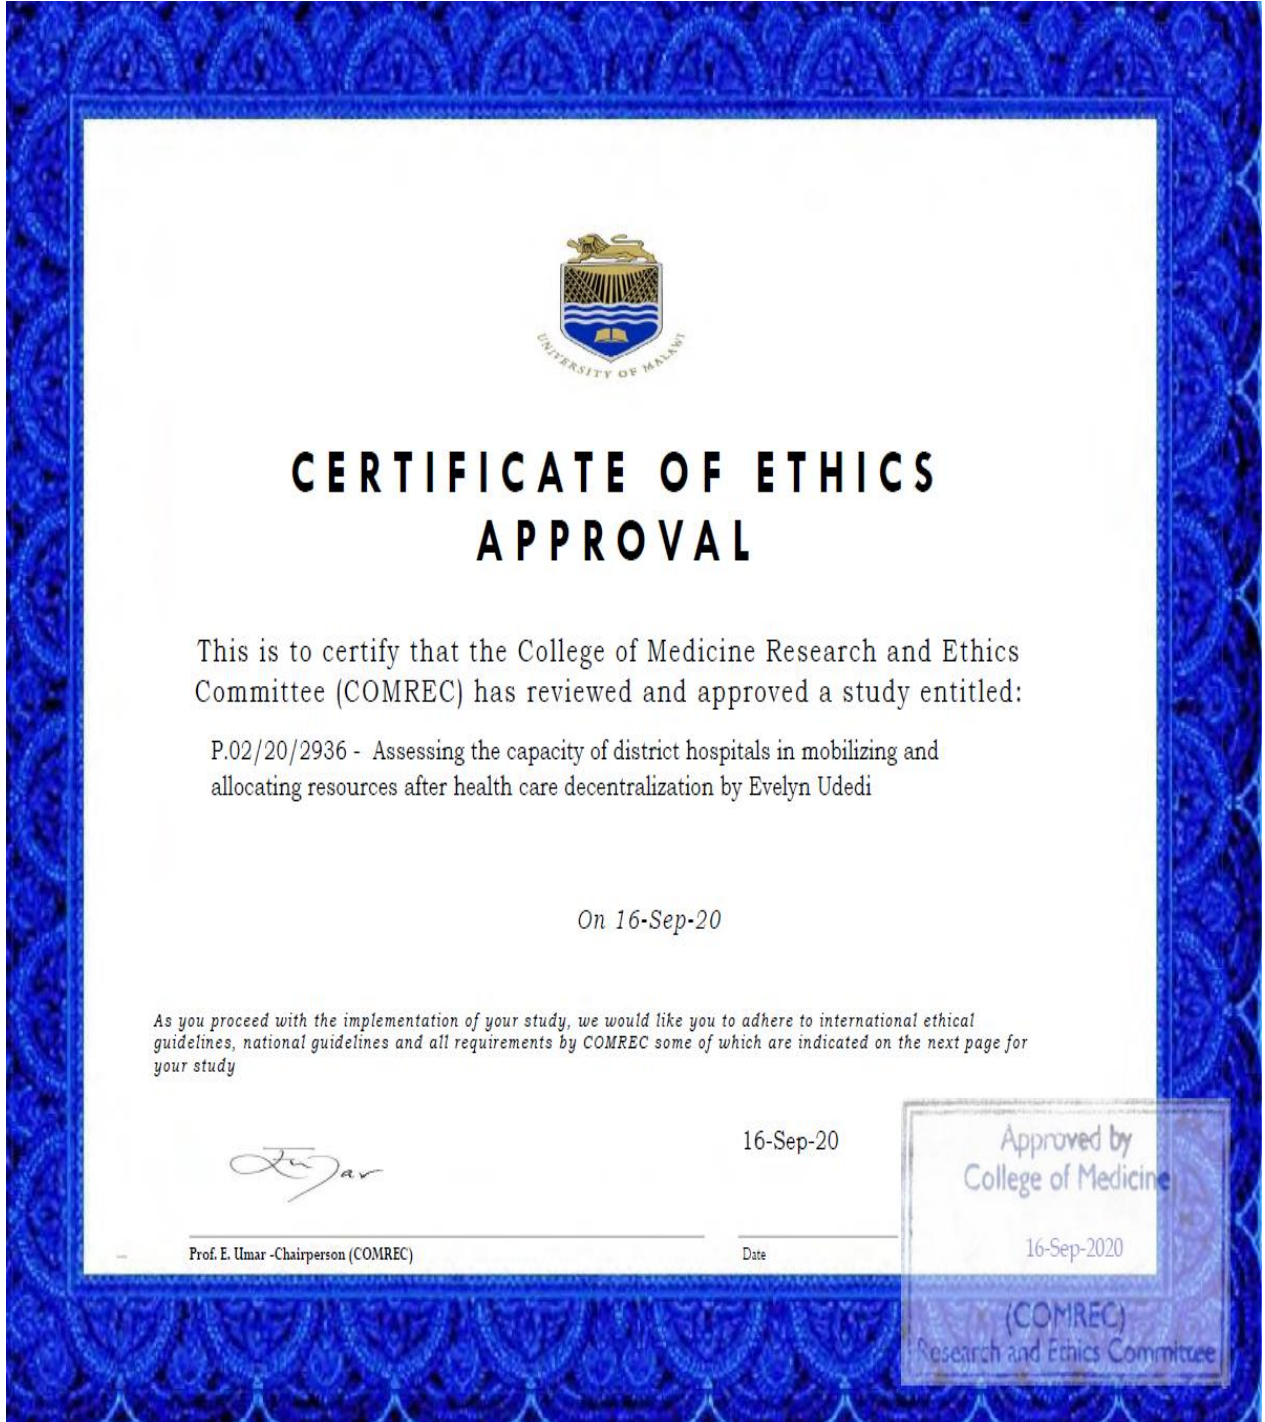 UNIVERSITY OF MALAWI
CERTIFICATE OF ETHICS
APPROVAL
This is to certify that the College of Medicine Research and Ethics
Committee (COMREC) has reviewed and approved a study entitled:
P.02/20/2936 - Assessing the capacity of district hospitals in mobilizing and
allocating resources after health care decentralization by Evelyn Udedi
On 16-Sep-20
As you proceed with the implementation of your study, we would like you to adhere to international ethical
guidelines, national guidelines and all requirements by COMREC some of which are indicated on the next page for
your study
16-Sep-20
Prof. E. Umar -Chairperson (COMREC)
Date
Approved by
College of Medicine
16-Sep-2020
(COMREC)
Research and Ethics Committee